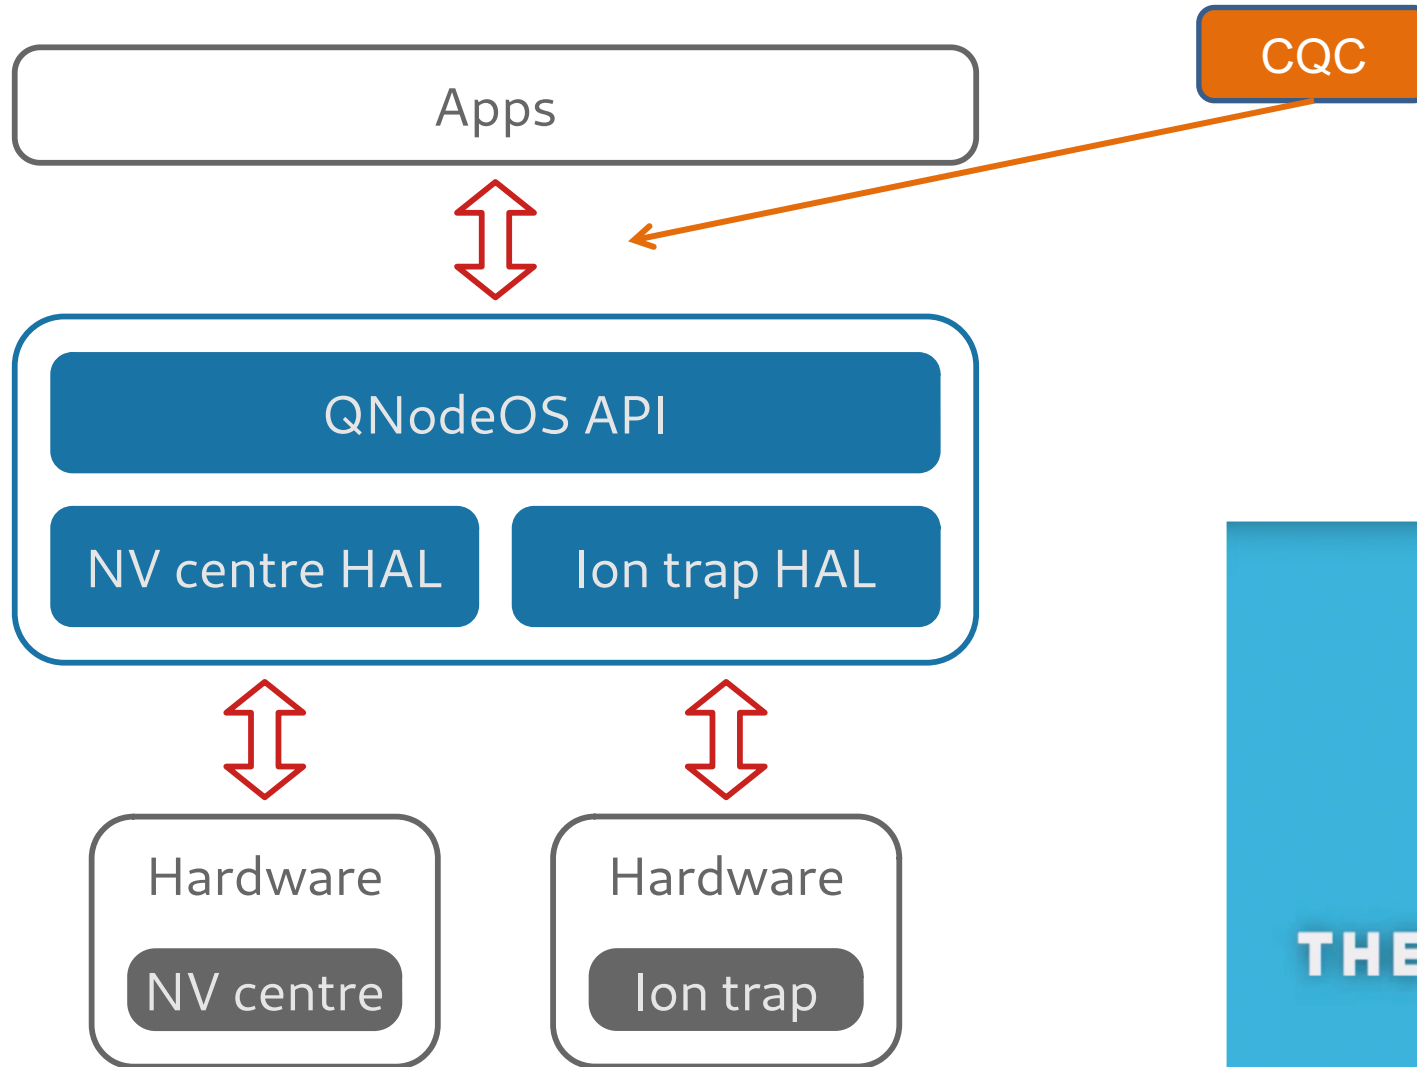 CQC
Apps
QNodeOS API
NV centre HAL
Ion trap HAL
Hardware
Hardware
NV centre
Ion trap
THE